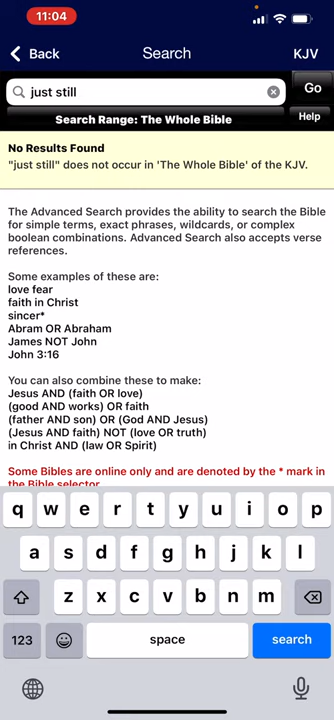 11:04
Back
Search
KJV
just still
Go
Search Range: The Whole Bible
Help
No Results Found
"just still" does not occur in 'The Whole Bible' of the KJV.
The Advanced Search provides the ability to search the Bible
for simple terms, exact phrases, wildcards, or complex
boolean combinations. Advanced Search also accepts verse
references.
Some examples of these are:
love fear
faith in Christ
sincer*
Abram OR Abraham
James NOT John
John 3:16
You can also combine these to make:
Jesus AND (faith OR love)
(good AND works) OR faith
(father AND son) OR (God AND Jesus)
(Jesus AND faith) NOT (love OR truth)
in Christ AND (law OR Spirit)
Some Bibles are online only and are denoted by the * mark in
the Bible selector
q w e r t y u i o p
a s d f g h j k l
z x c v b n m
123
space
search